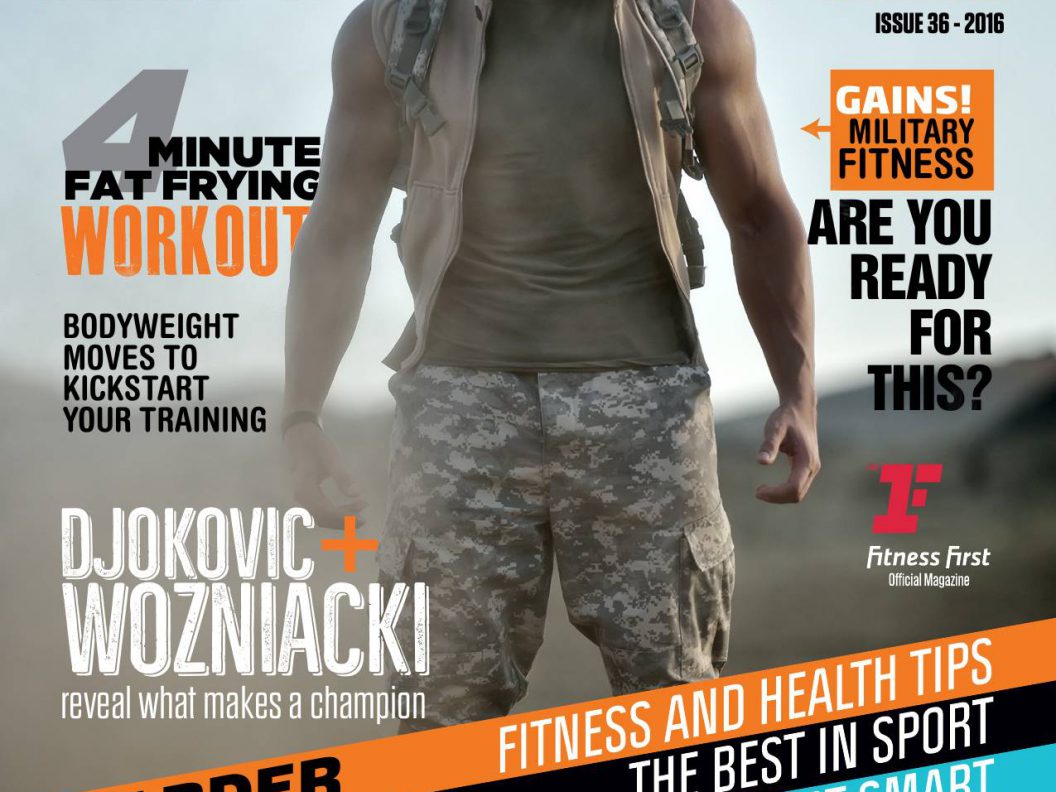 ISSUE 36 - 2016
4
MINUTE
FAT FRYING
WORKOUT
BODYWEIGHT
MOVES TO
KICKSTART
YOUR TRAINING
GAINS!
MILITARY
FITNESS
ARE YOU
READY
FOR
THIS?
1F
Fitness First
Official Magazine
DJOKOVIC +
WOZNIACKI
reveal what makes a champion
FITNESS AND HEALTH TIPS
THE BEST IN SPORT
SMART